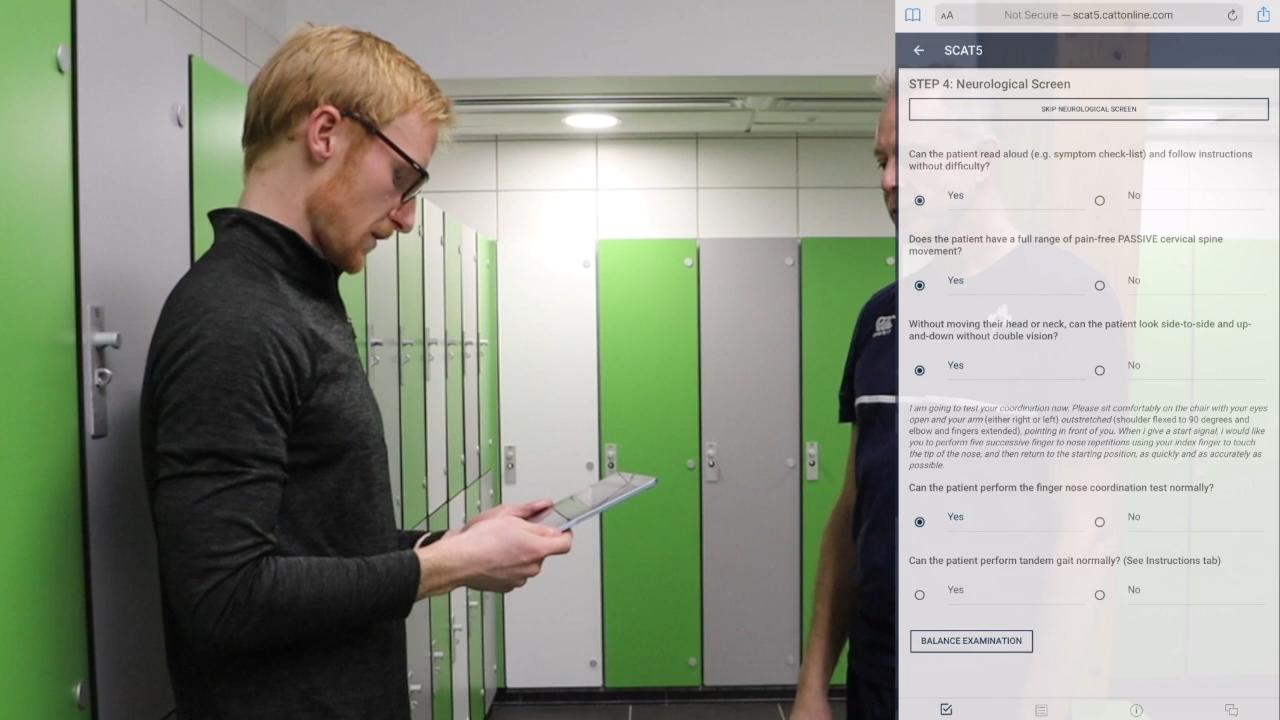 AA
Not Secure — scat5.cattonline.com
SCAT5
STEP 4: Neurological Screen
SKIP NEUROLOGICAL SCREEN
Can the patient read aloud (e.g. symptom check-list) and follow instructions
without difficulty?
Yes No
Does the patient have a full range of pain-free PASSIVE cervical spine
movement?
Yes No
Without moving their head or neck, can the patient look side-to-side and up-
and-down without double vision?
Yes No
I am going to test your coordination now. Please sit comfortably on the chair with your eyes
open and your arm (either right or left) outstretched (shoulder flexed to 90 degrees and
elbow and fingers extended), pointing in front of you. When I give a start signal, I would like
you to perform five successive finger to nose repetitions using your index finger to touch
the tip of the nose, and then return to the starting position, as quickly and as accurately as
possible.
Can the patient perform the finger nose coordination test normally?
Yes No
Can the patient perform tandem gait normally? (See Instructions tab)
Yes No
BALANCE EXAMINATION